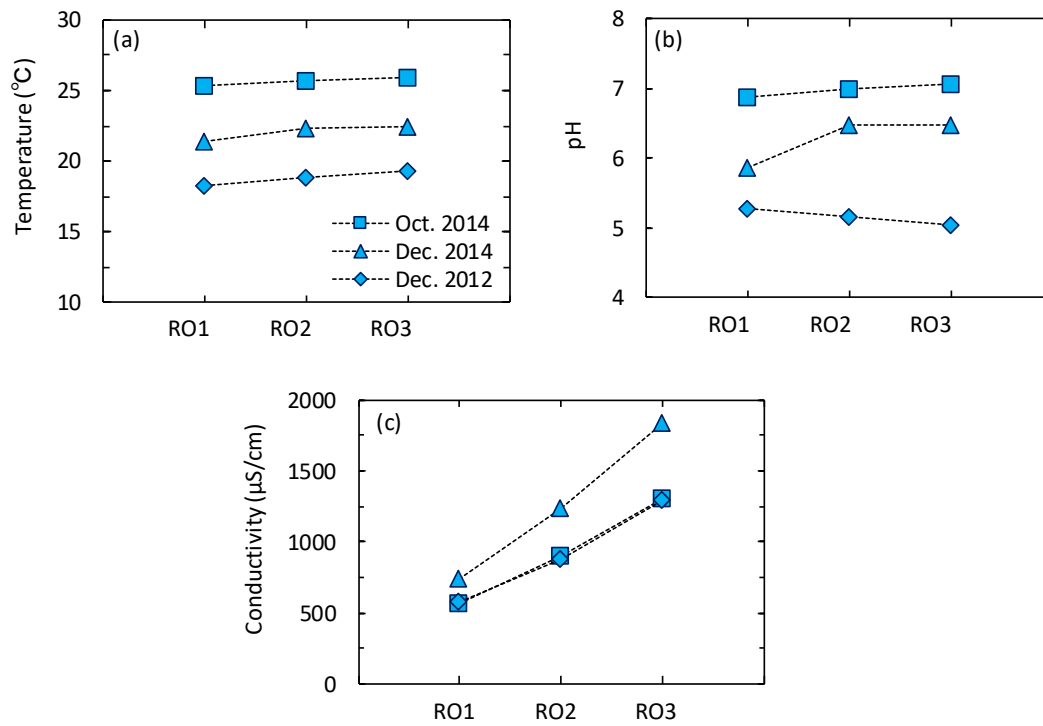 (a)
Temperature (°C)
30
25
20
15
10
RO1 RO2 RO3
Oct. 2014
Dec. 2014
Dec. 2012
(b)
pH
8
7
6
5
4
RO1 RO2 RO3
(c)
Conductivity (µS/cm)
2000
1500
1000
500
0
RO1 RO2 RO3